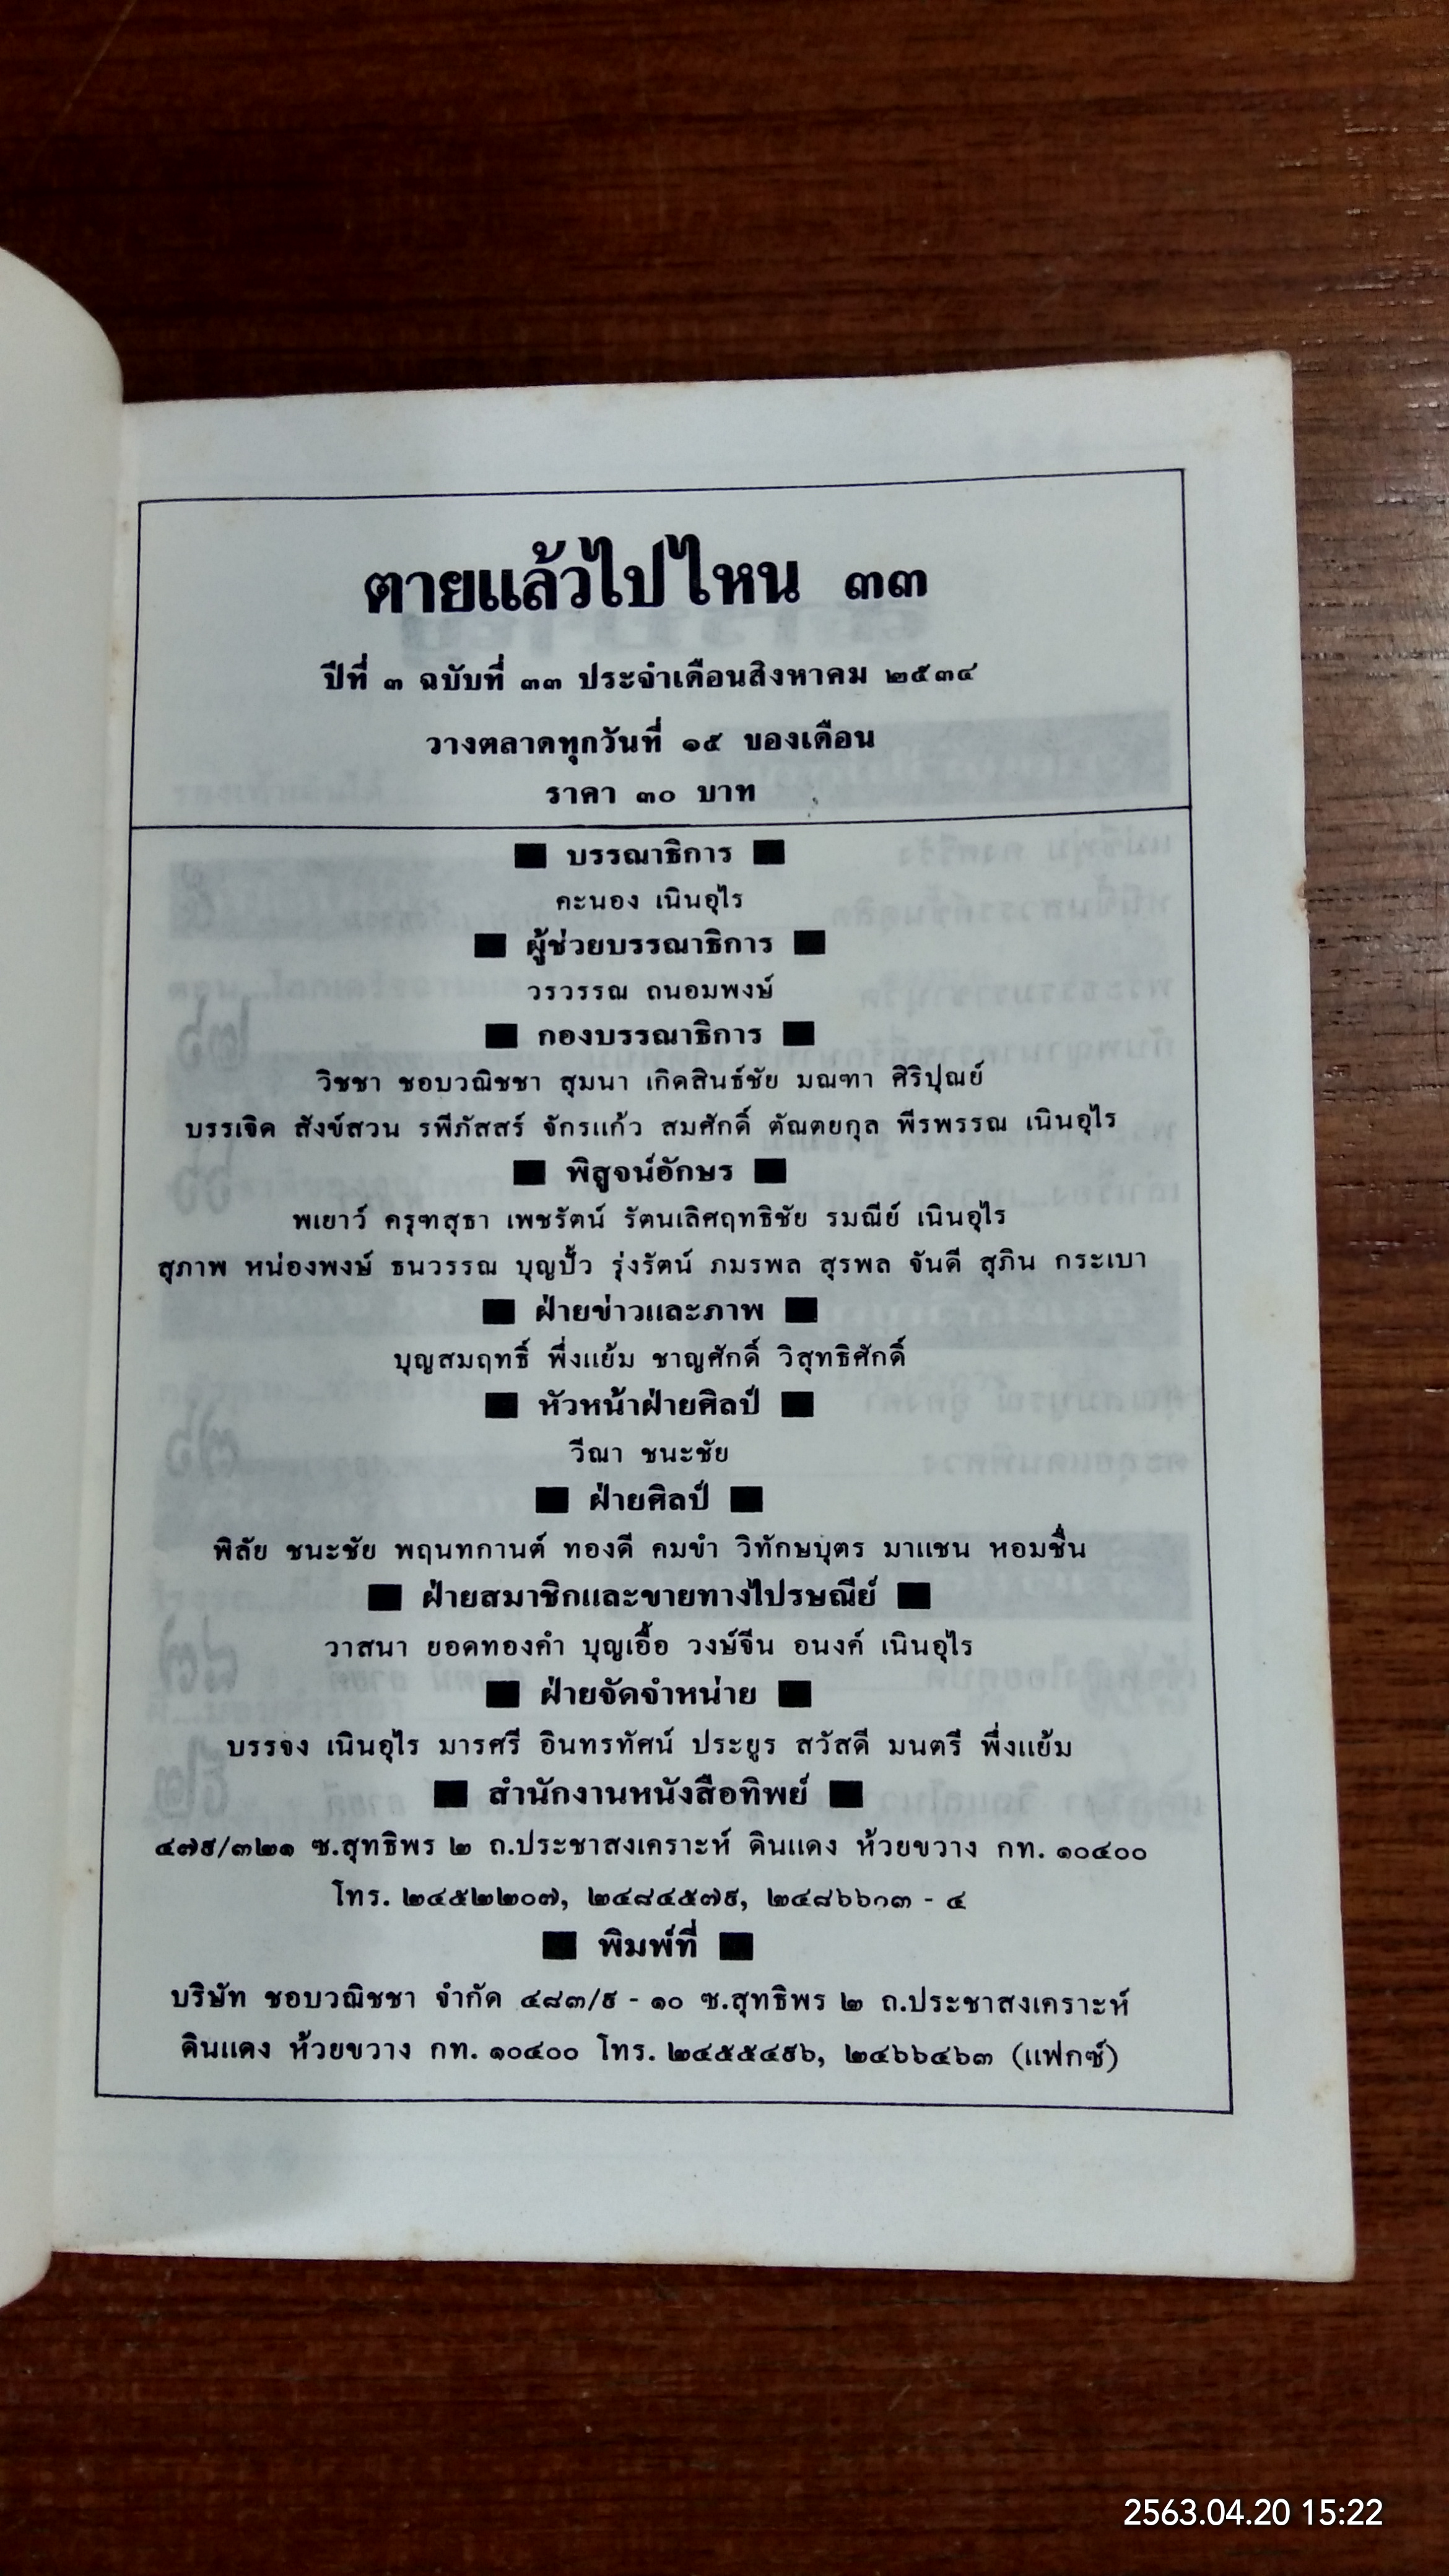 ตายแล้วไปไหน ๓๓
ปีที่ ๓ ฉบับที่ ๓๓ ประจำเดือนสิงหาคม ๒๕๓๔
วางตลาดทุกวันที่ ๑๕ ของเดือน
ราคา ๓๐ บาท
■ บรรณาธิการ ■
คะนอง เนินอุไร
■ ผู้ช่วยบรรณาธิการ ■
วรวรรณ ถนอมพงษ์
■ กองบรรณาธิการ ■
วิชชา ชอบวณิชชา สุมนา เกิดสินธ์ชัย มณฑา ศิริปุณย์
บรรเจิด สังข์สวน รพีภัสสร์ จักรแก้ว สมศักดิ์ ตัณตยกุล พีรพรรณ เนินอุไร
■ พิสูจน์อักษร ■
พเยาว์ ครุฑสุธา เพชรัตน์ รัตนเลิศฤทธิชัย รมณีย์ เนินอุไร
สุภาพ หน่องพงษ์ ธนวรรณ บุญปั้ว รุ่งรัตน์ ภมรพล สุรพล จันดี สุภิน กระเบา
■ ฝ่ายข่าวและภาพ ■
บุญสมฤทธิ์ พึ่งแย้ม ชาญศักดิ์ วิสุทธิศักดิ์
■ หัวหน้าฝ่ายศิลป์ ■
วีณา ชนะชัย
■ ฝ่ายศิลป์ ■
พิลัย ชนะชัย พฤนทกานต์ ทองดี คมขำ วิทักษบุตร มาแชน หอมชื่น
■ ฝ่ายสมาชิกและขายทางไปรษณีย์ ■
วาสนา ยอดทองคำ บุญเอื้อ วงษ์จีน อนงค์ เนินอุไร
■ ฝ่ายจัดจำหน่าย ■
บรรจง เนินอุไร มารศรี อินทรทัศน์ ประยูร สวัสดี มนตรี พึ่งแย้ม
■ สำนักงานหนังสือทิพย์ ■
๔๗๙/๓๒๑ ซ.สุทธิพร ๒ ถ.ประชาสงเคราะห์ ดินแดง ห้วยขวาง กท. ๑๐๔๐๐
โทร. ๒๔๕๒๒๐๗, ๒๔๘๔๕๗๙, ๒๔๘๖๖๑๓ - ๔
■ พิมพ์ที่ ■
บริษัท ชอบวณิชชา จำกัด ๔๘๓/๙ - ๑๐ ซ.สุทธิพร ๒ ถ.ประชาสงเคราะห์
ดินแดง ห้วยขวาง กท. ๑๐๔๐๐ โทร. ๒๔๕๕๔๙๖, ๒๔๖๖๔๖๓ (แฟกซ์)
2563.04.20 15:22